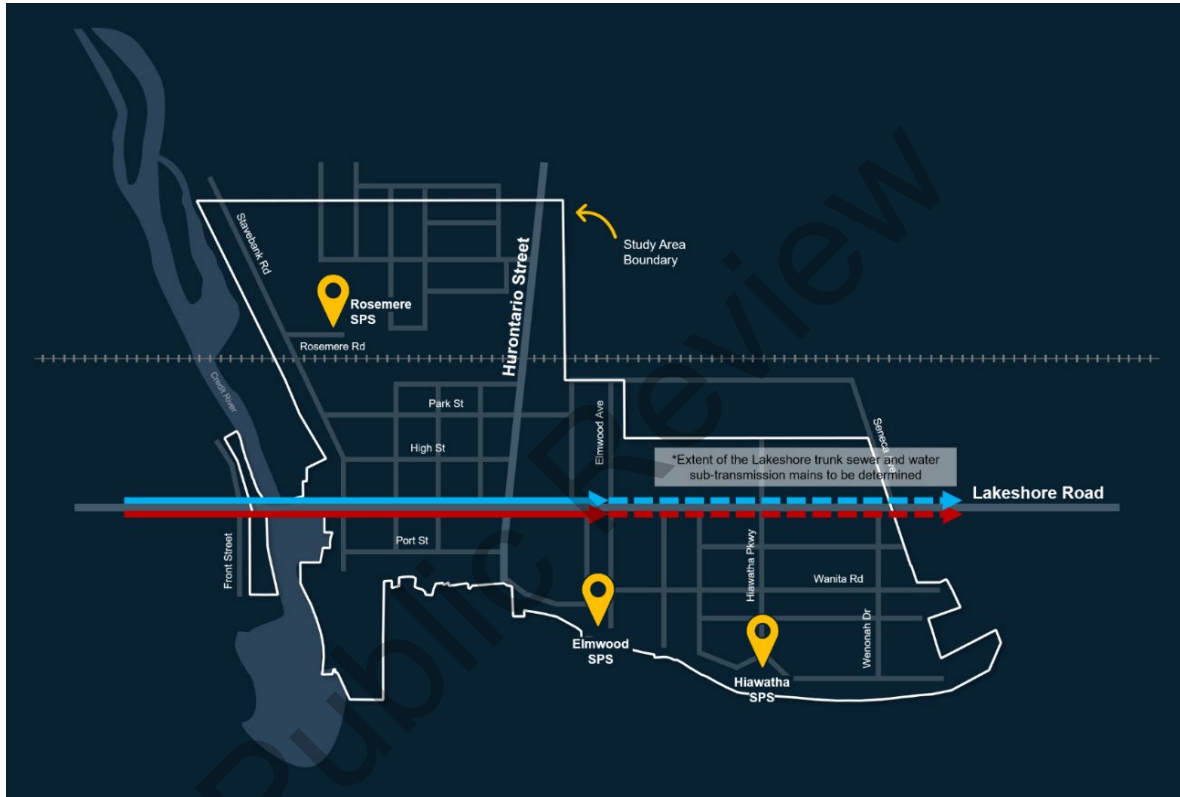 Stavebank Rd
Hurontario Street
Study Area
Boundary
Rosemere
SPS
Rosemere Rd
Credit River
Park St
Elmwood Ave
High St
*Extent of the Lakeshore trunk sewer and water
sub-transmission mains to be determined
Lakeshore Road
Front Street
Port St
Hiawatha Pkwy
Wanita Rd
Wenonah Dr
Elmwood
SPS
Hiawatha
SPS
Public Review